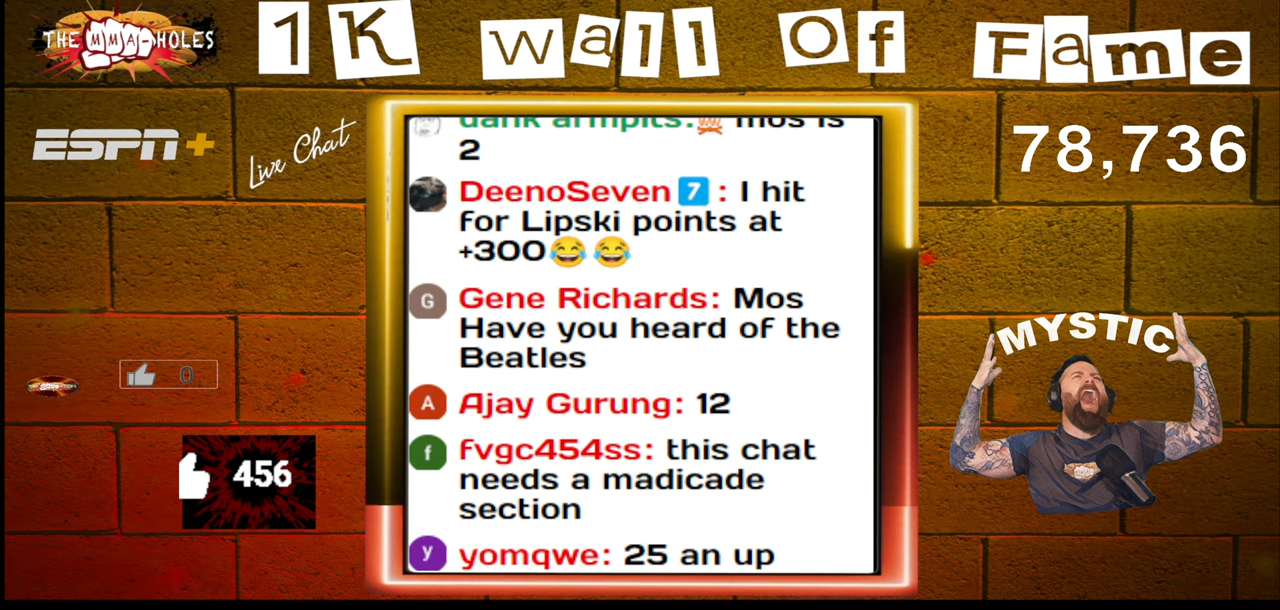 THE MMA-HOLES
1K Wall Of Fame
ESPN+
Live Chat
78,736
dank armpits: mos is
2
DeenoSeven 7 : I hit
for Lipski points at
+300😂😂
G
Gene Richards: Mos
Have you heard of the
Beatles
A
Ajay Gurung: 12
f
fvgc454ss: this chat
needs a madicade
section
y
yomqwe: 25 an up
0
456
MYSTIC